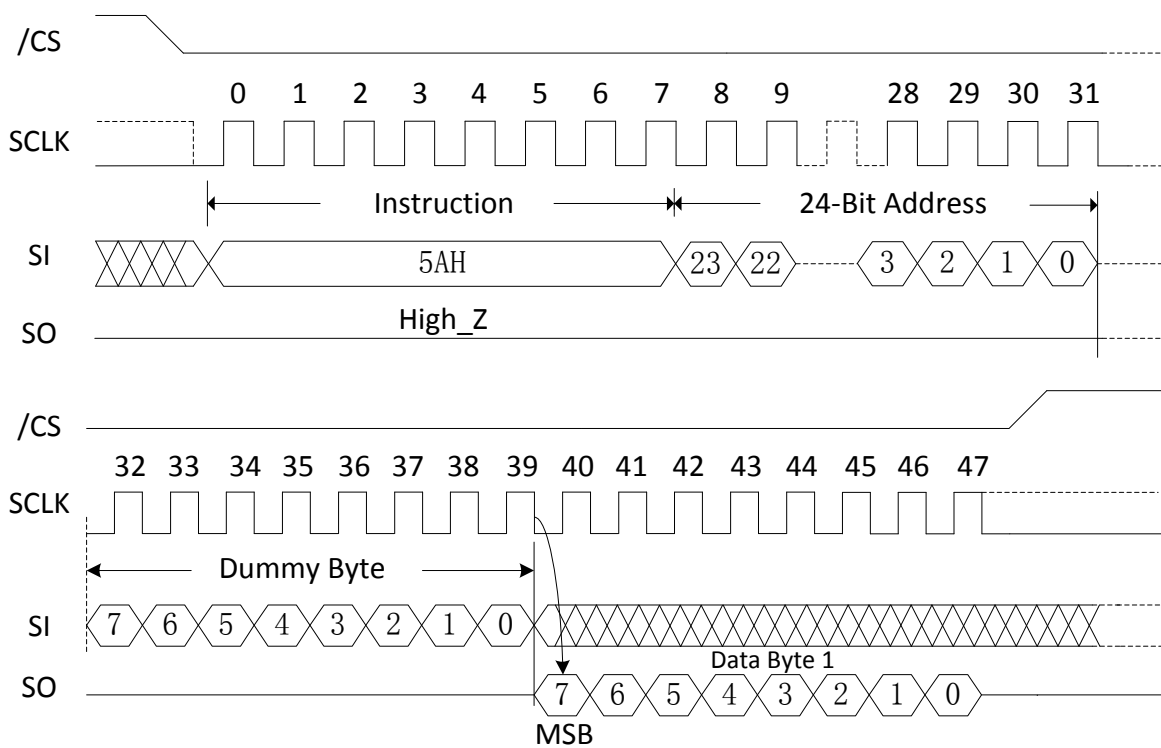 /CS
0 1 2 3 4 5 6 7 8 9 28 29 30 31
SCLK
Instruction 24-Bit Address
SI 5AH 23 22 3 2 1 0
High_Z
SO
/CS
32 33 34 35 36 37 38 39 40 41 42 43 44 45 46 47
SCLK
Dummy Byte
SI 7 6 5 4 3 2 1 0
Data Byte 1
SO 7 6 5 4 3 2 1 0
MSB